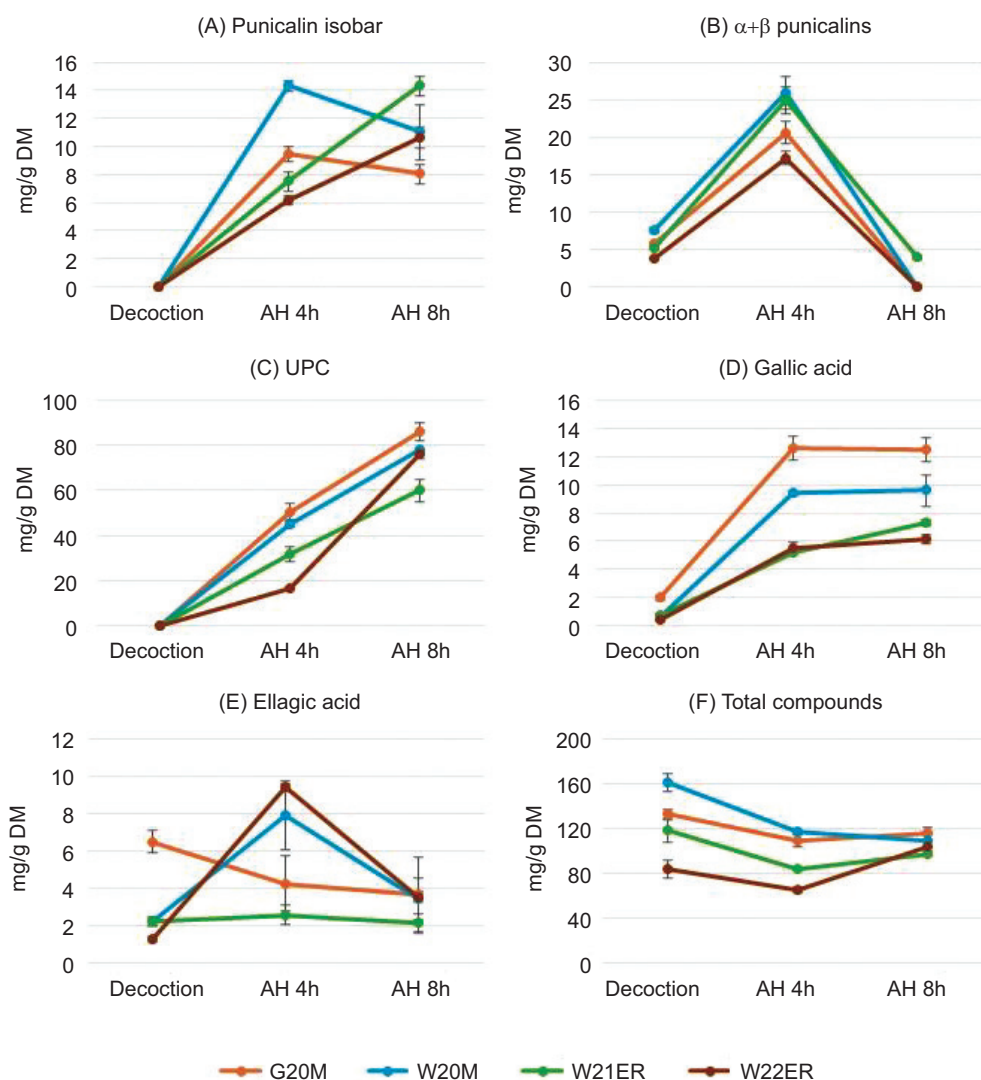 (A) Punicalin isobar
mg/g DM
16
14
12
10
8
6
4
2
0
Decoction AH 4h AH 8h
(B) α+β punicalins
mg/g DM
30
25
20
15
10
5
0
Decoction AH 4h AH 8h
(C) UPC
mg/g DM
100
80
60
40
20
0
Decoction AH 4h AH 8h
(D) Gallic acid
mg/g DM
16
14
12
10
8
6
4
2
0
Decoction AH 4h AH 8h
(E) Ellagic acid
mg/g DM
12
10
8
6
4
2
0
Decoction AH 4h AH 8h
(F) Total compounds
mg/g DM
200
160
120
80
40
0
Decoction AH 4h AH 8h
G20M W20M W21ER W22ER